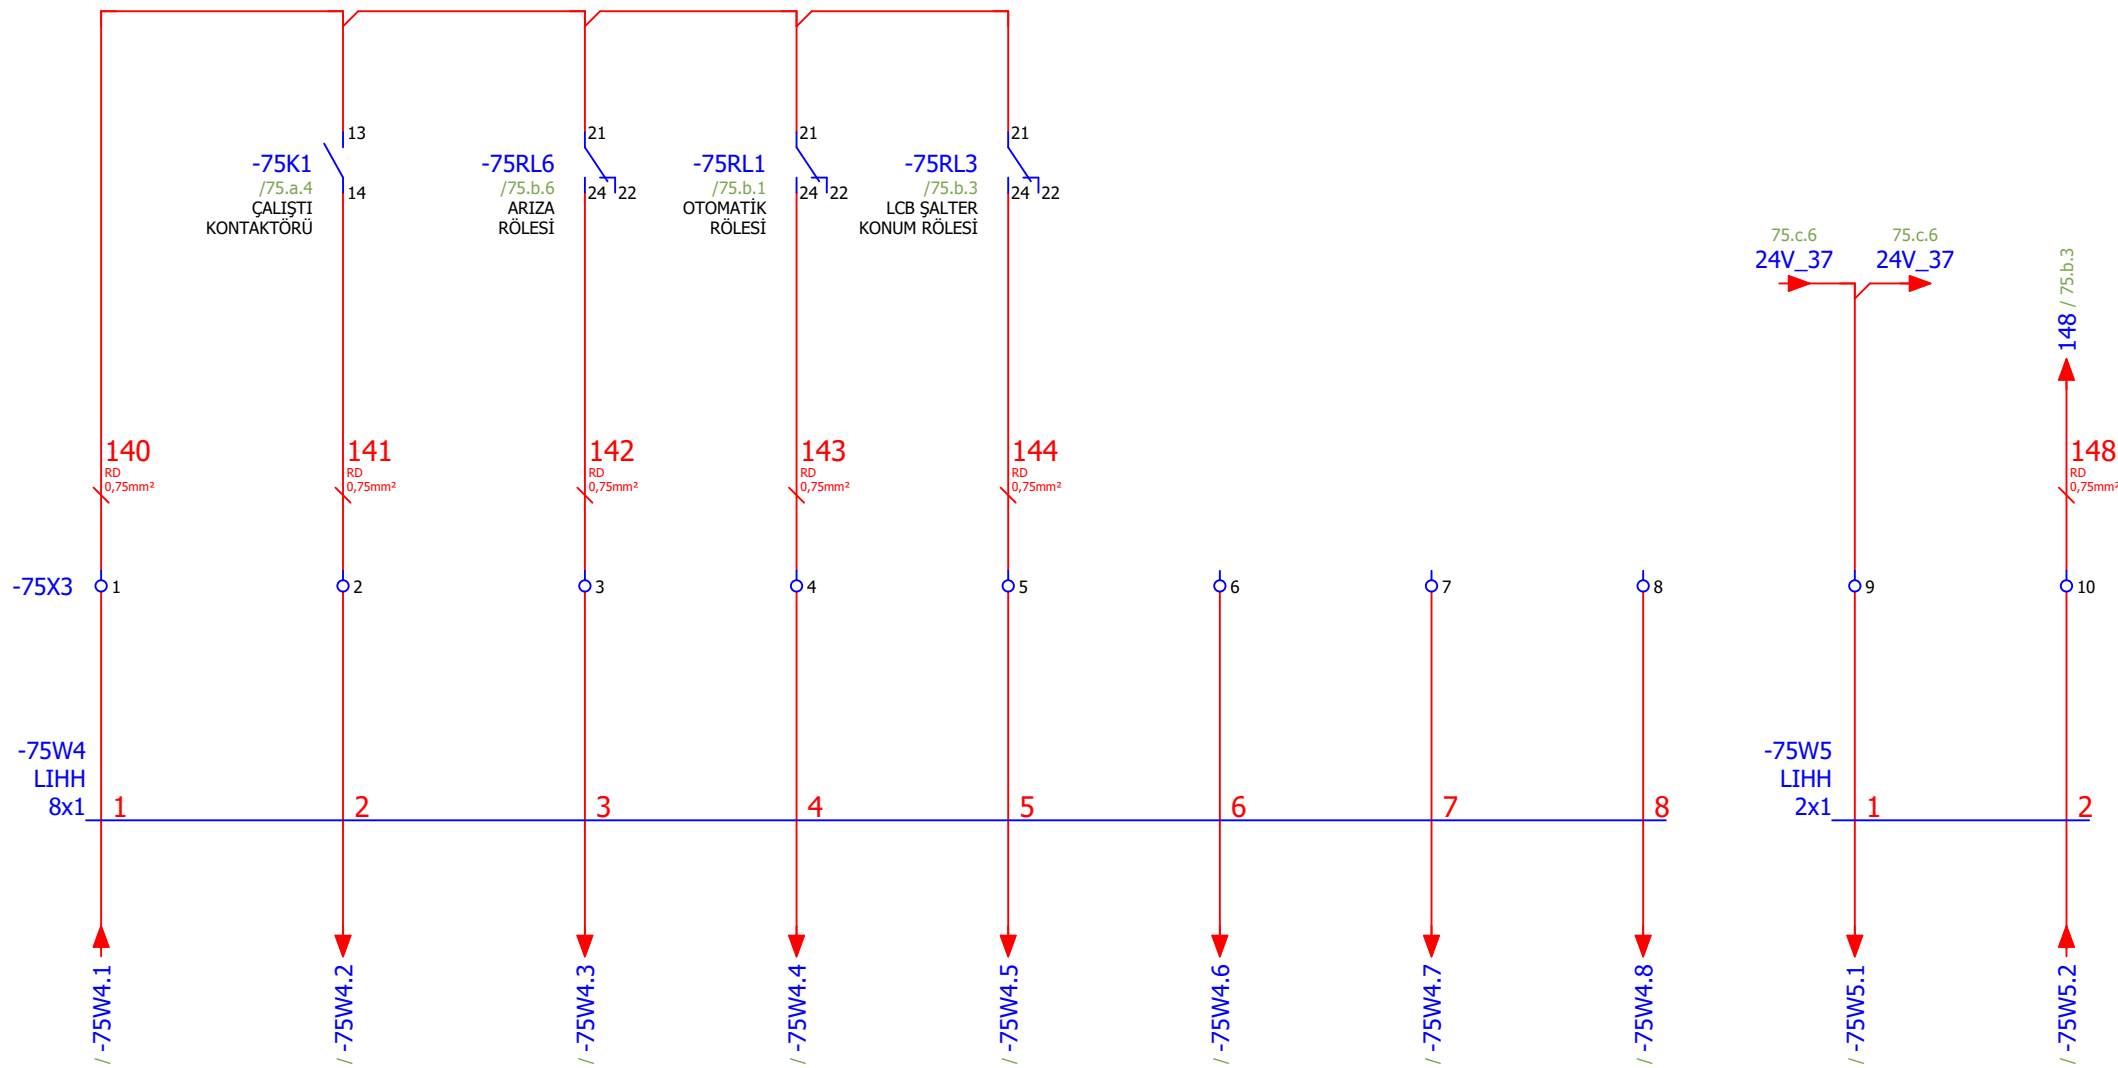 13
-75K1
/75.a.4
14
ÇALIŞTI
KONTAKTÖRÜ
21
-75RL6
/75.b.6
24 22
ARIZA
RÖLESİ
21
-75RL1
/75.b.1
24 22
OTOMATİK
RÖLESİ
21
-75RL3
/75.b.3
24 22
LCB ŞALTER
KONUM RÖLESİ
75.c.6
24V_37
75.c.6
24V_37
148 / 75.b.3
140
RD
0,75mm²
141
RD
0,75mm²
142
RD
0,75mm²
143
RD
0,75mm²
144
RD
0,75mm²
148
RD
0,75mm²
-75X3 1 2 3 4 5 6 7 8 9 10
-75W4
LIHH
8x1 1 2 3 4 5 6 7 8
-75W5
LIHH
2x1 1 2
/ -75W4.1
/ -75W4.2
/ -75W4.3
/ -75W4.4
/ -75W4.5
/ -75W4.6
/ -75W4.7
/ -75W4.8
/ -75W5.1
/ -75W5.2